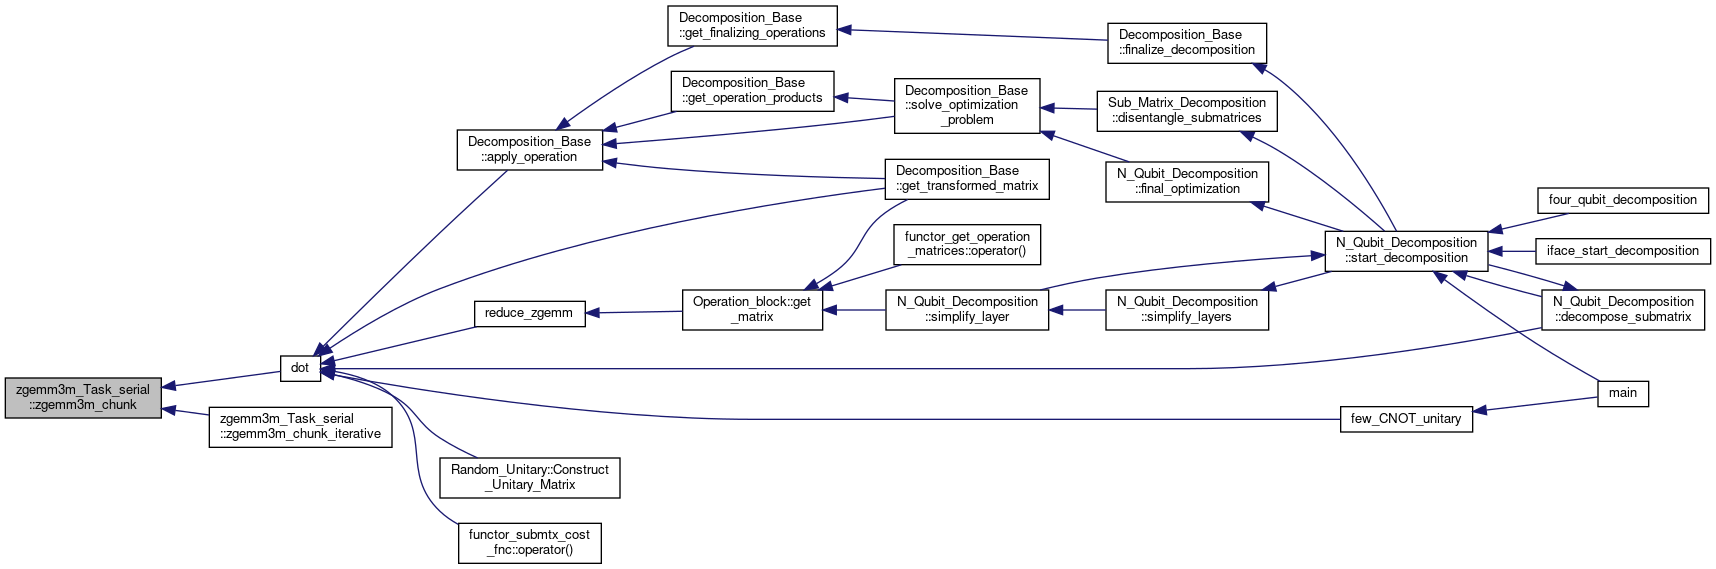 Decomposition_Base
::get_finalizing_operations
Decomposition_Base
::finalize_decomposition
Decomposition_Base
::get_operation_products
Decomposition_Base
::solve_optimization
_problem
Sub_Matrix_Decomposition
::disentangle_submatrices
Decomposition_Base
::apply_operation
Decomposition_Base
::get_transformed_matrix
N_Qubit_Decomposition
::final_optimization
four_qubit_decomposition
functor_get_operation
_matrices::operator()
N_Qubit_Decomposition
::start_decomposition
iface_start_decomposition
reduce_zgemm
Operation_block::get
_matrix
N_Qubit_Decomposition
::simplify_layer
N_Qubit_Decomposition
::simplify_layers
N_Qubit_Decomposition
::decompose_submatrix
dot
zgemm3m_Task_serial
::zgemm3m_chunk
main
zgemm3m_Task_serial
::zgemm3m_chunk_iterative
few_CNOT_unitary
Random_Unitary::Construct
_Unitary_Matrix
functor_submtx_cost
_fnc::operator()